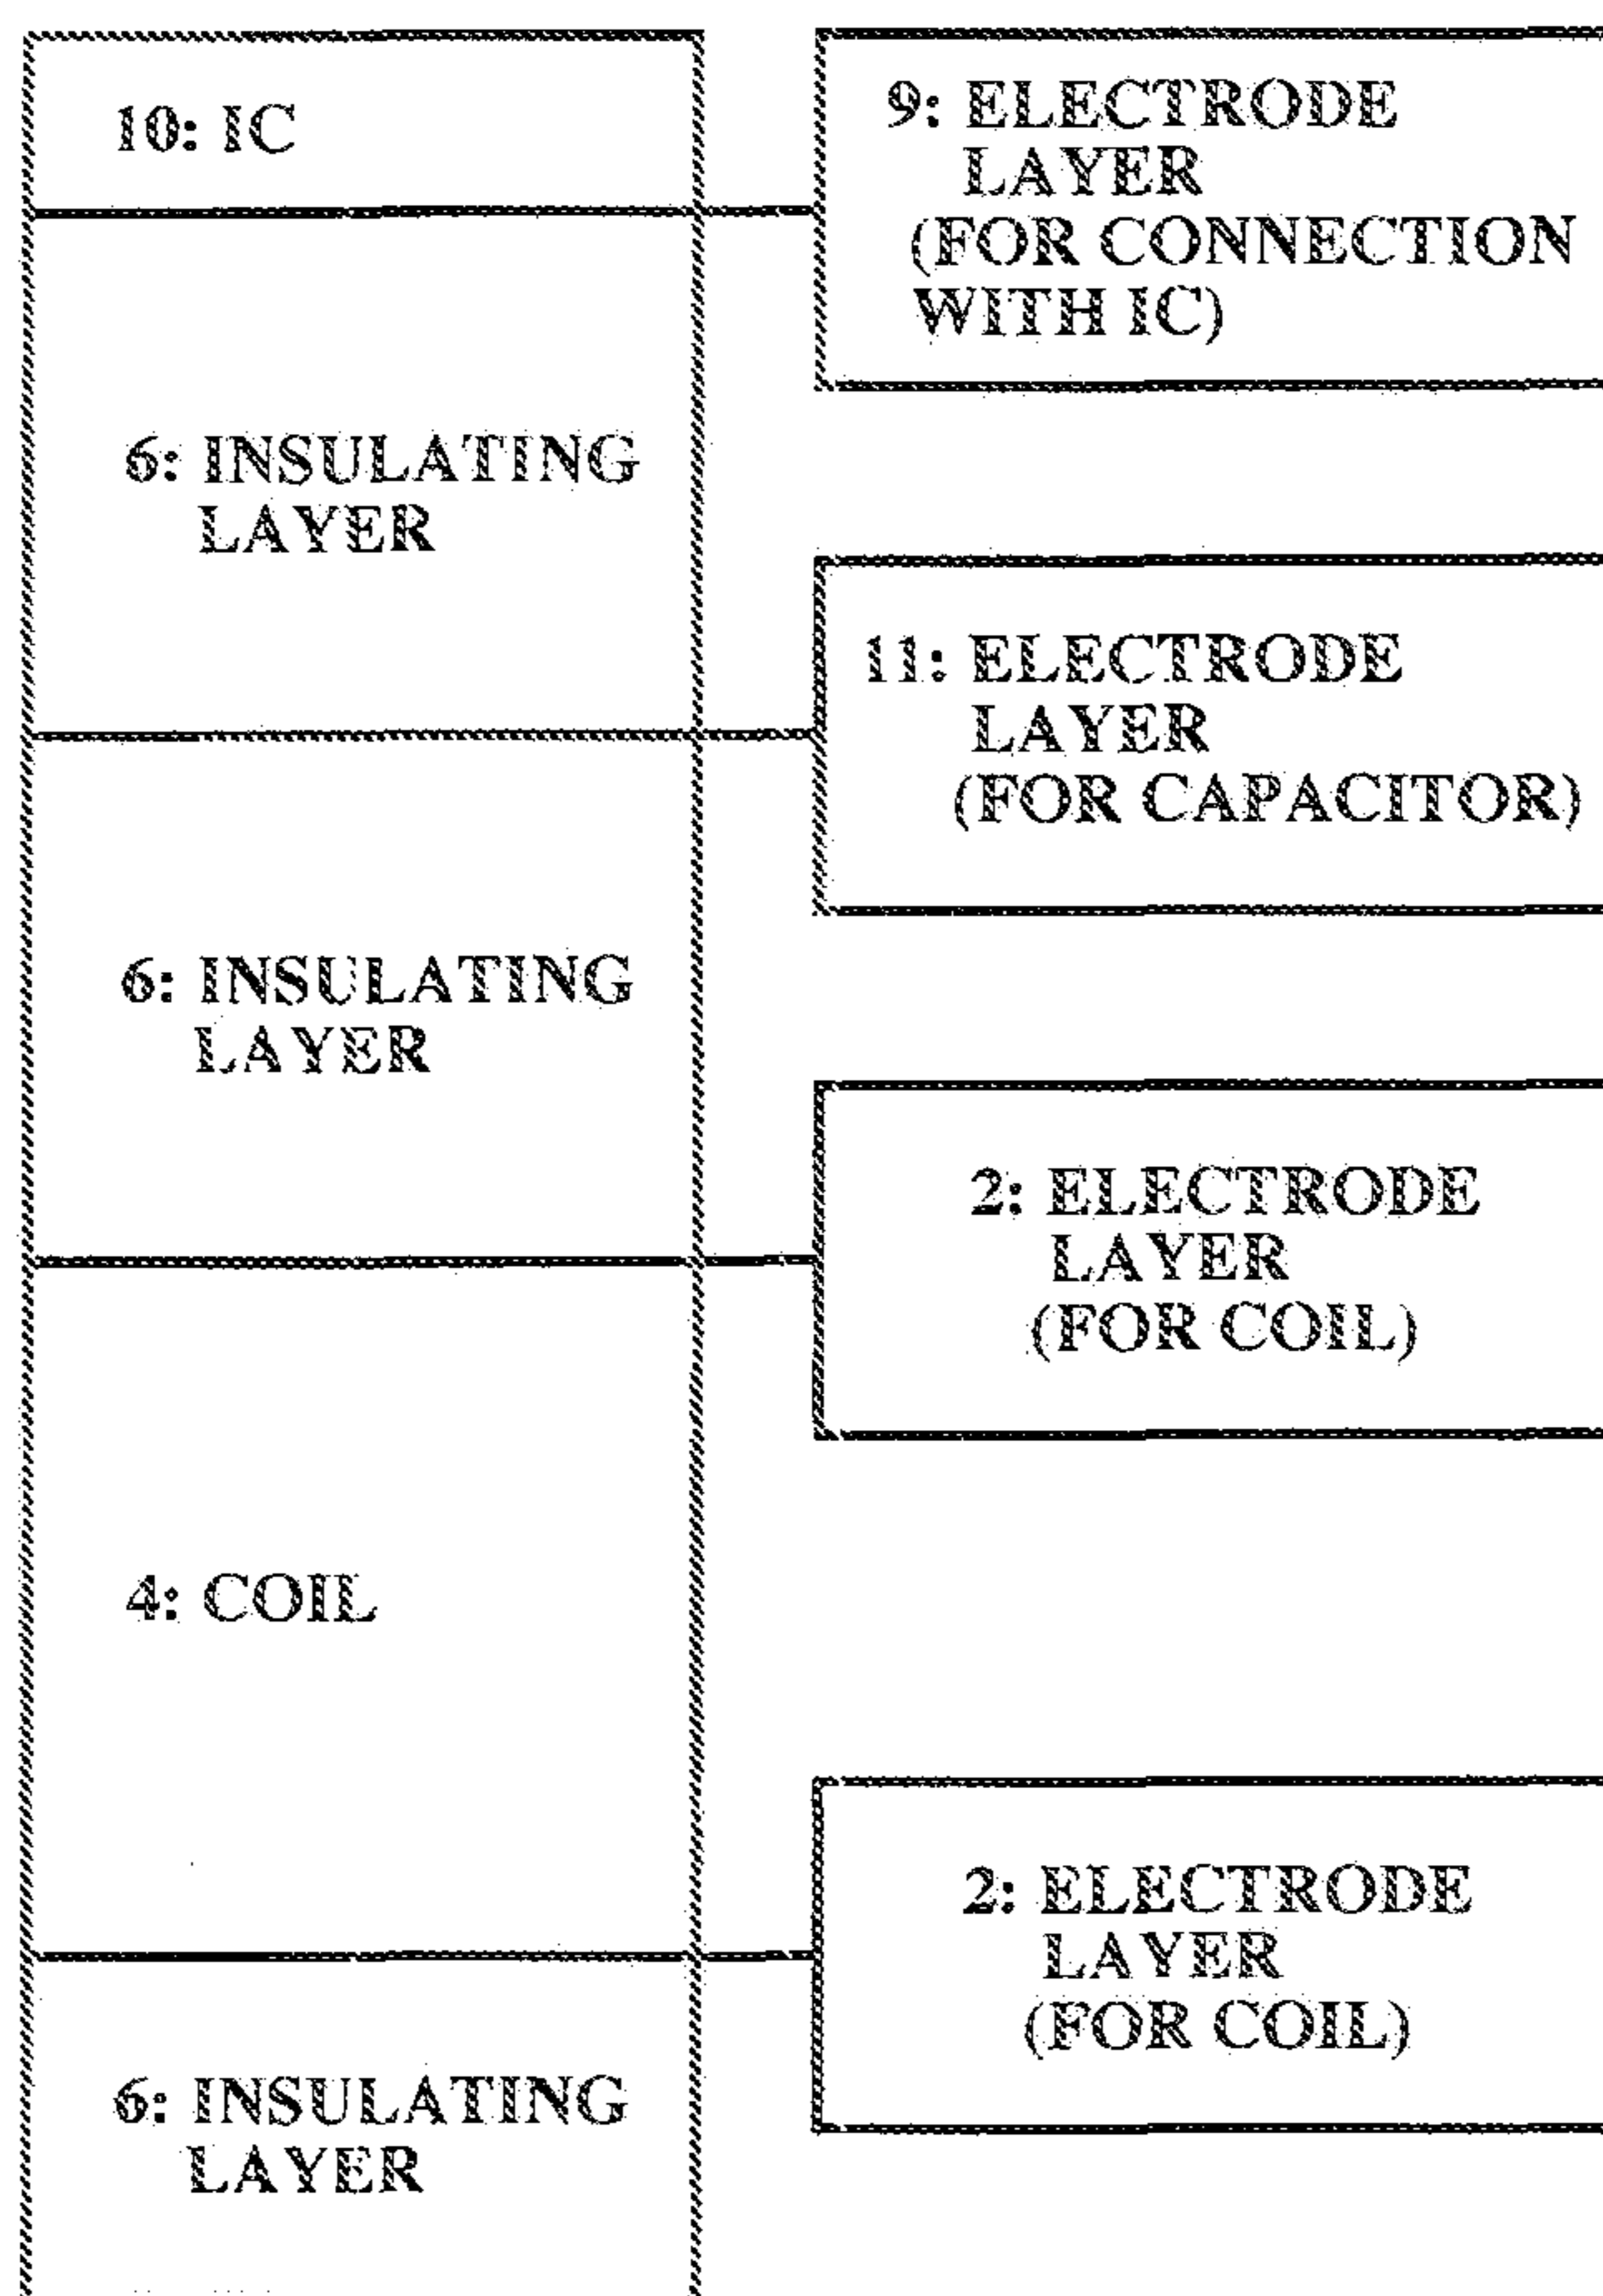 10: IC
9: ELECTRODE
LAYER
(FOR CONNECTION
WITH IC)
6: INSULATING
LAYER
11: ELECTRODE
LAYER
(FOR CAPACITOR)
6: INSULATING
LAYER
2: ELECTRODE
LAYER
(FOR COIL)
4: COIL
2: ELECTRODE
LAYER
(FOR COIL)
6: INSULATING
LAYER